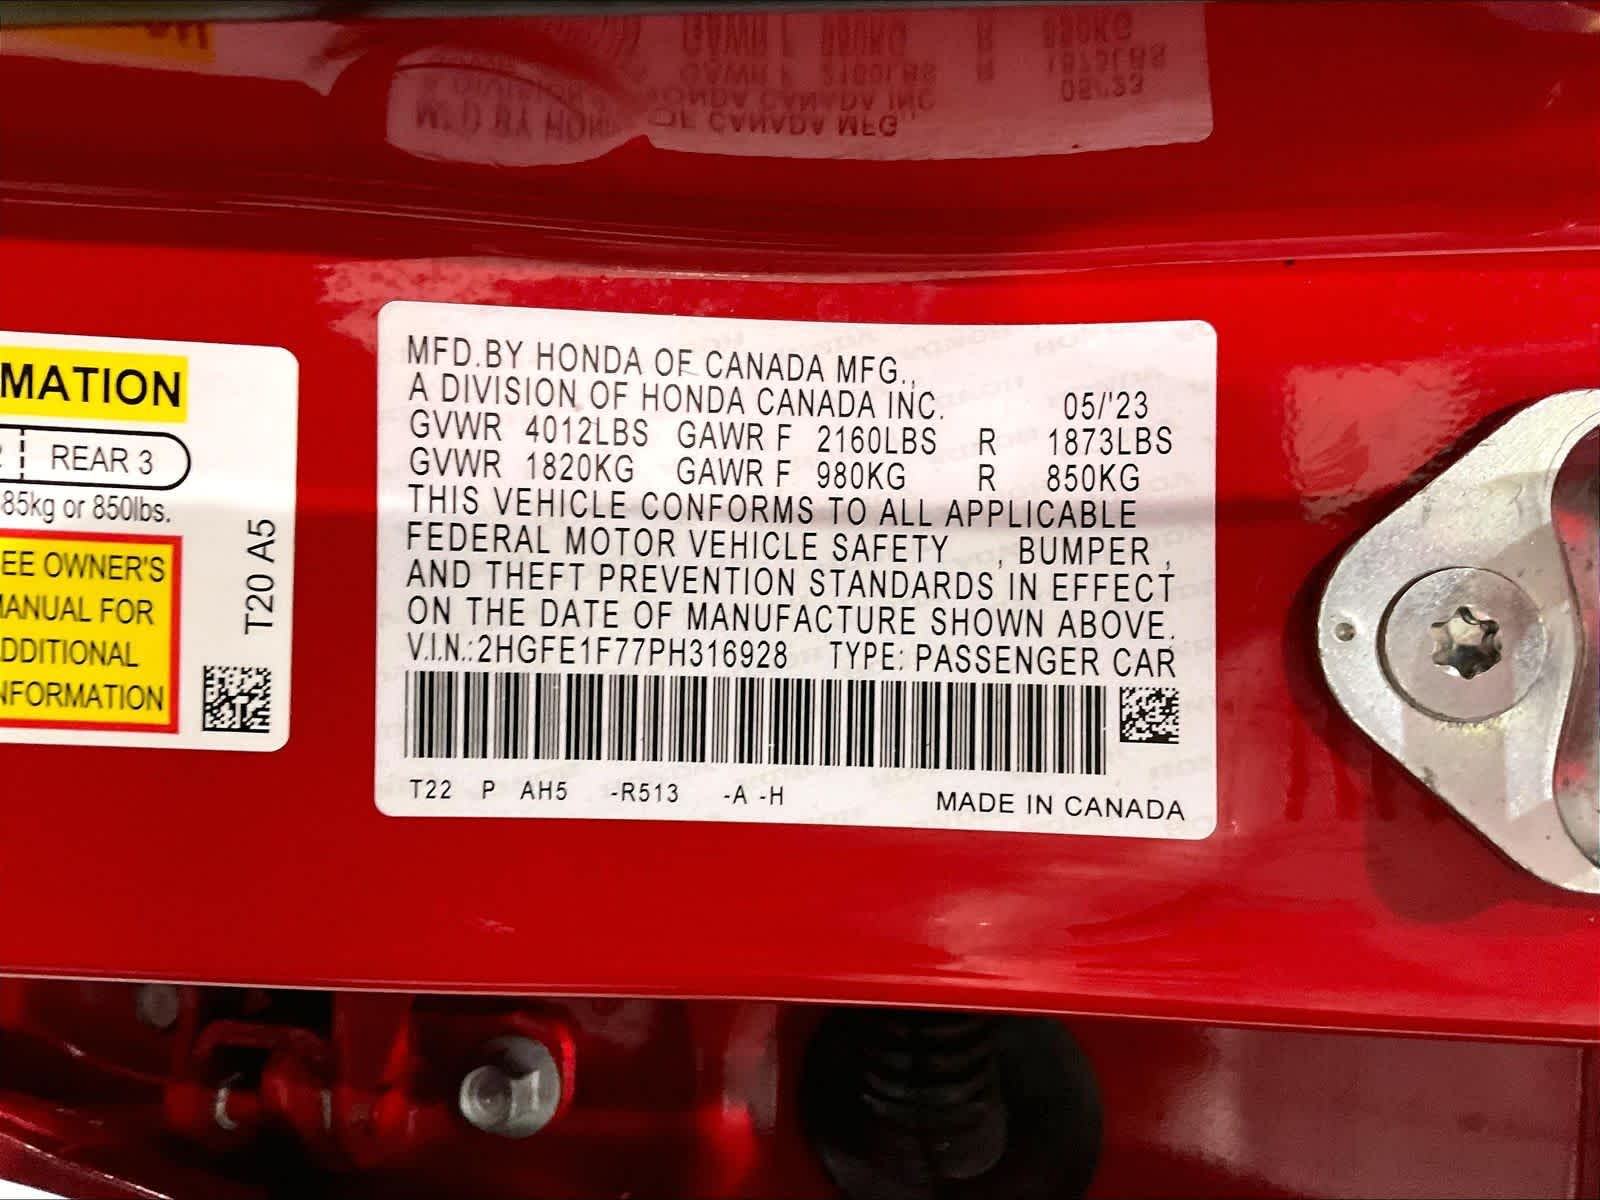 MATION
REAR 3
85kg or 850lbs.
EE OWNER'S
ANUAL FOR
DDITIONAL
NFORMATION
T20 A5
MFD.BY HONDA OF CANADA MFG.,
A DIVISION OF HONDA CANADA INC. 05/'23
GVWR 4012LBS GAWR F 2160LBS R 1873LBS
GVWR 1820KG GAWR F 980KG R 850KG
THIS VEHICLE CONFORMS TO ALL APPLICABLE
FEDERAL MOTOR VEHICLE SAFETY , BUMPER ,
AND THEFT PREVENTION STANDARDS IN EFFECT
ON THE DATE OF MANUFACTURE SHOWN ABOVE.
V.I.N.:2HGFE1F77PH316928 TYPE: PASSENGER CAR
T22 P AH5 -R513 -A -H MADE IN CANADA